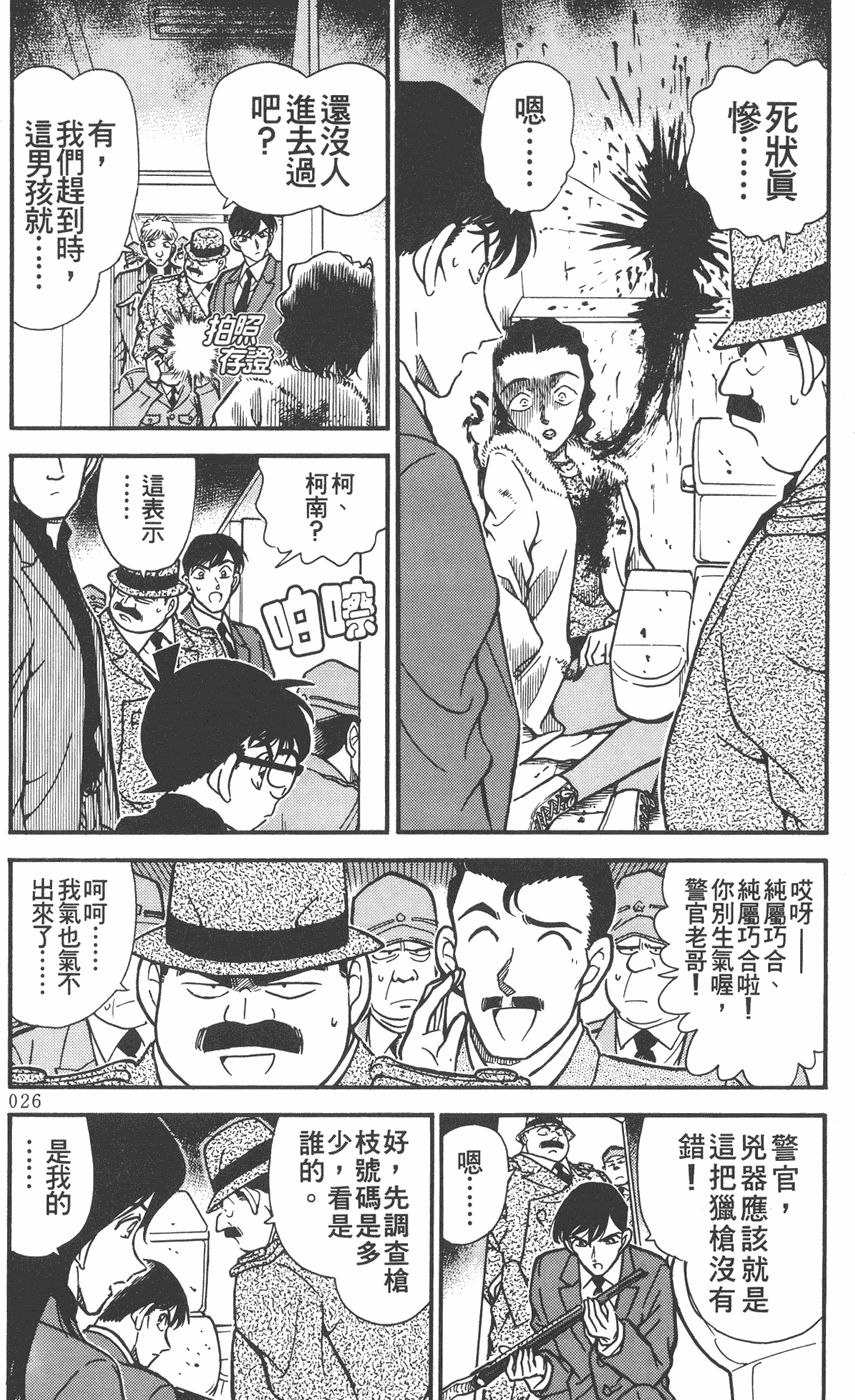 死狀真
慘……
嗯……
還沒人
進去過
吧？
有，
我們趕到時，
這男孩就……
拍照
存證
柯、
柯南？
這表示
……
喀嚓
哎呀——
純屬巧合、
純屬巧合啦！
你別生氣喔，
警官老哥！
呵呵……
我氣也氣不
出來了……
026
警官，
兇器應該就是
這把獵槍沒有
錯！
嗯……
好，先調查槍
枝號碼是多
少，看是
誰的。
是我的
……